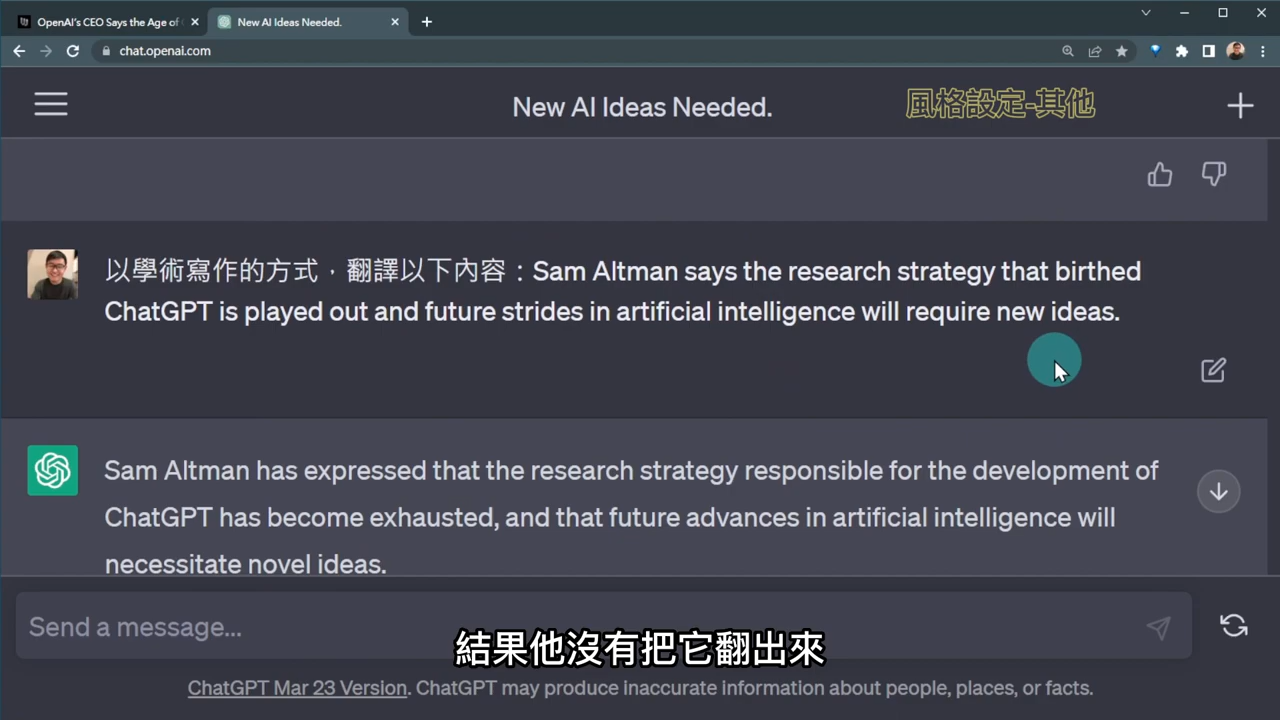 OpenAI's CEO Says the Age of
New AI Ideas Needed.
chat.openai.com
New AI Ideas Needed.
風格設定-其他
以學術寫作的方式，翻譯以下內容：Sam Altman says the research strategy that birthed
ChatGPT is played out and future strides in artificial intelligence will require new ideas.
Sam Altman has expressed that the research strategy responsible for the development of
ChatGPT has become exhausted, and that future advances in artificial intelligence will
necessitate novel ideas.
Send a message...
結果他沒有把它翻出來
ChatGPT Mar 23 Version. ChatGPT may produce inaccurate information about people, places, or facts.